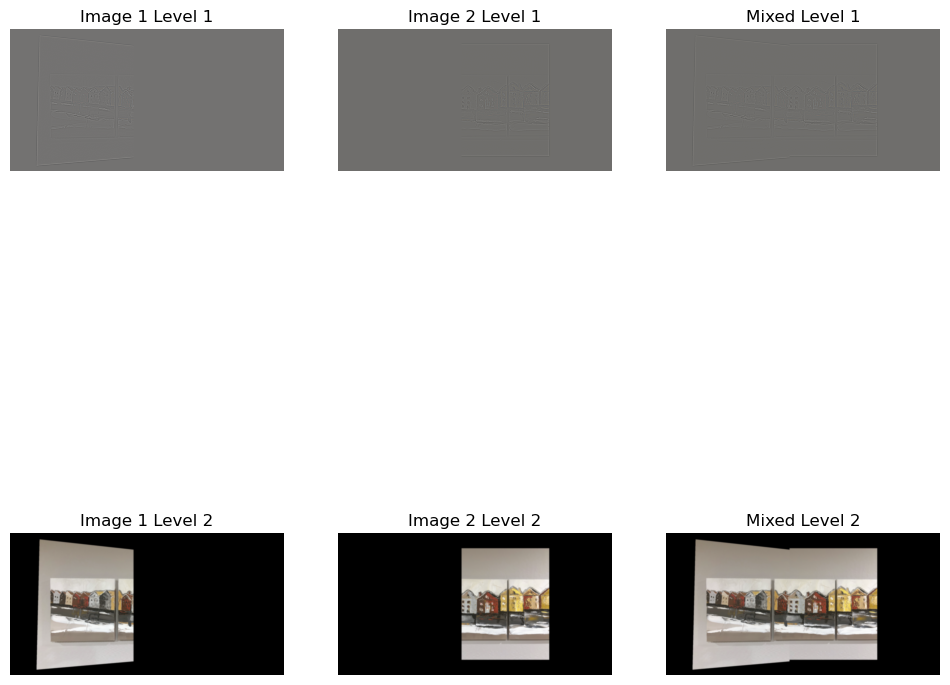 Image 1 Level 1
Image 2 Level 1
Mixed Level 1
Image 1 Level 2
Image 2 Level 2
Mixed Level 2